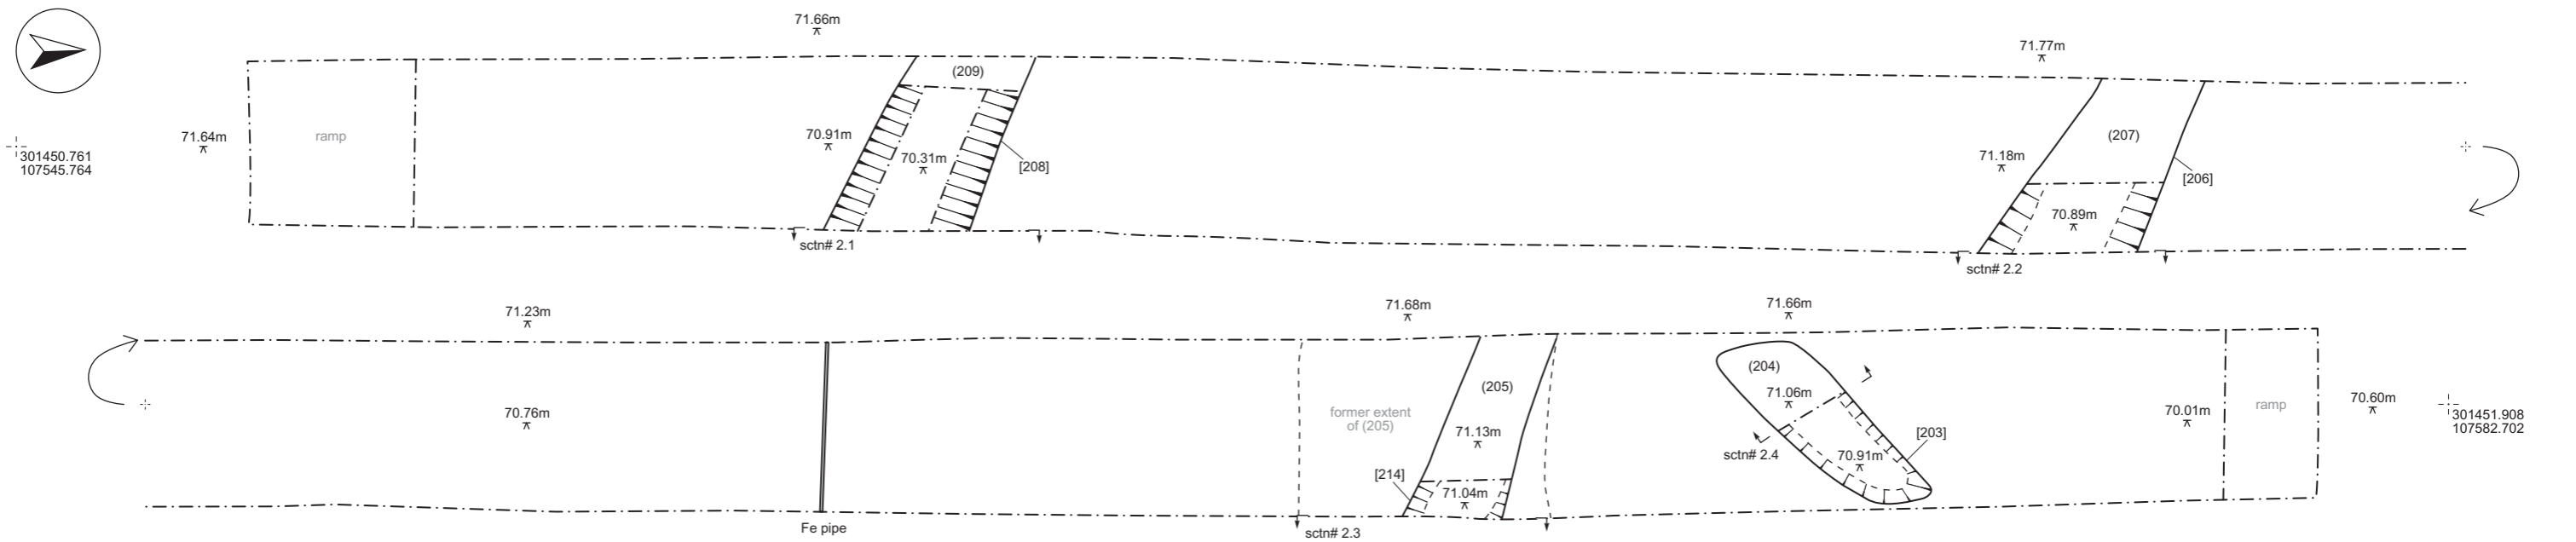 71.66m
71.77m
(209)
301450.761
107545.764
71.64m
ramp
70.91m
70.31m
[208]
(207)
71.18m
[206]
70.89m
sctn# 2.1
sctn# 2.2
71.23m
71.68m
71.66m
70.76m
former extent
of (205)
(205)
71.13m
[214]
71.04m
(204)
71.06m
[203]
sctn# 2.4
70.91m
70.01m
ramp
70.60m
301451.908
107582.702
Fe pipe
sctn# 2.3